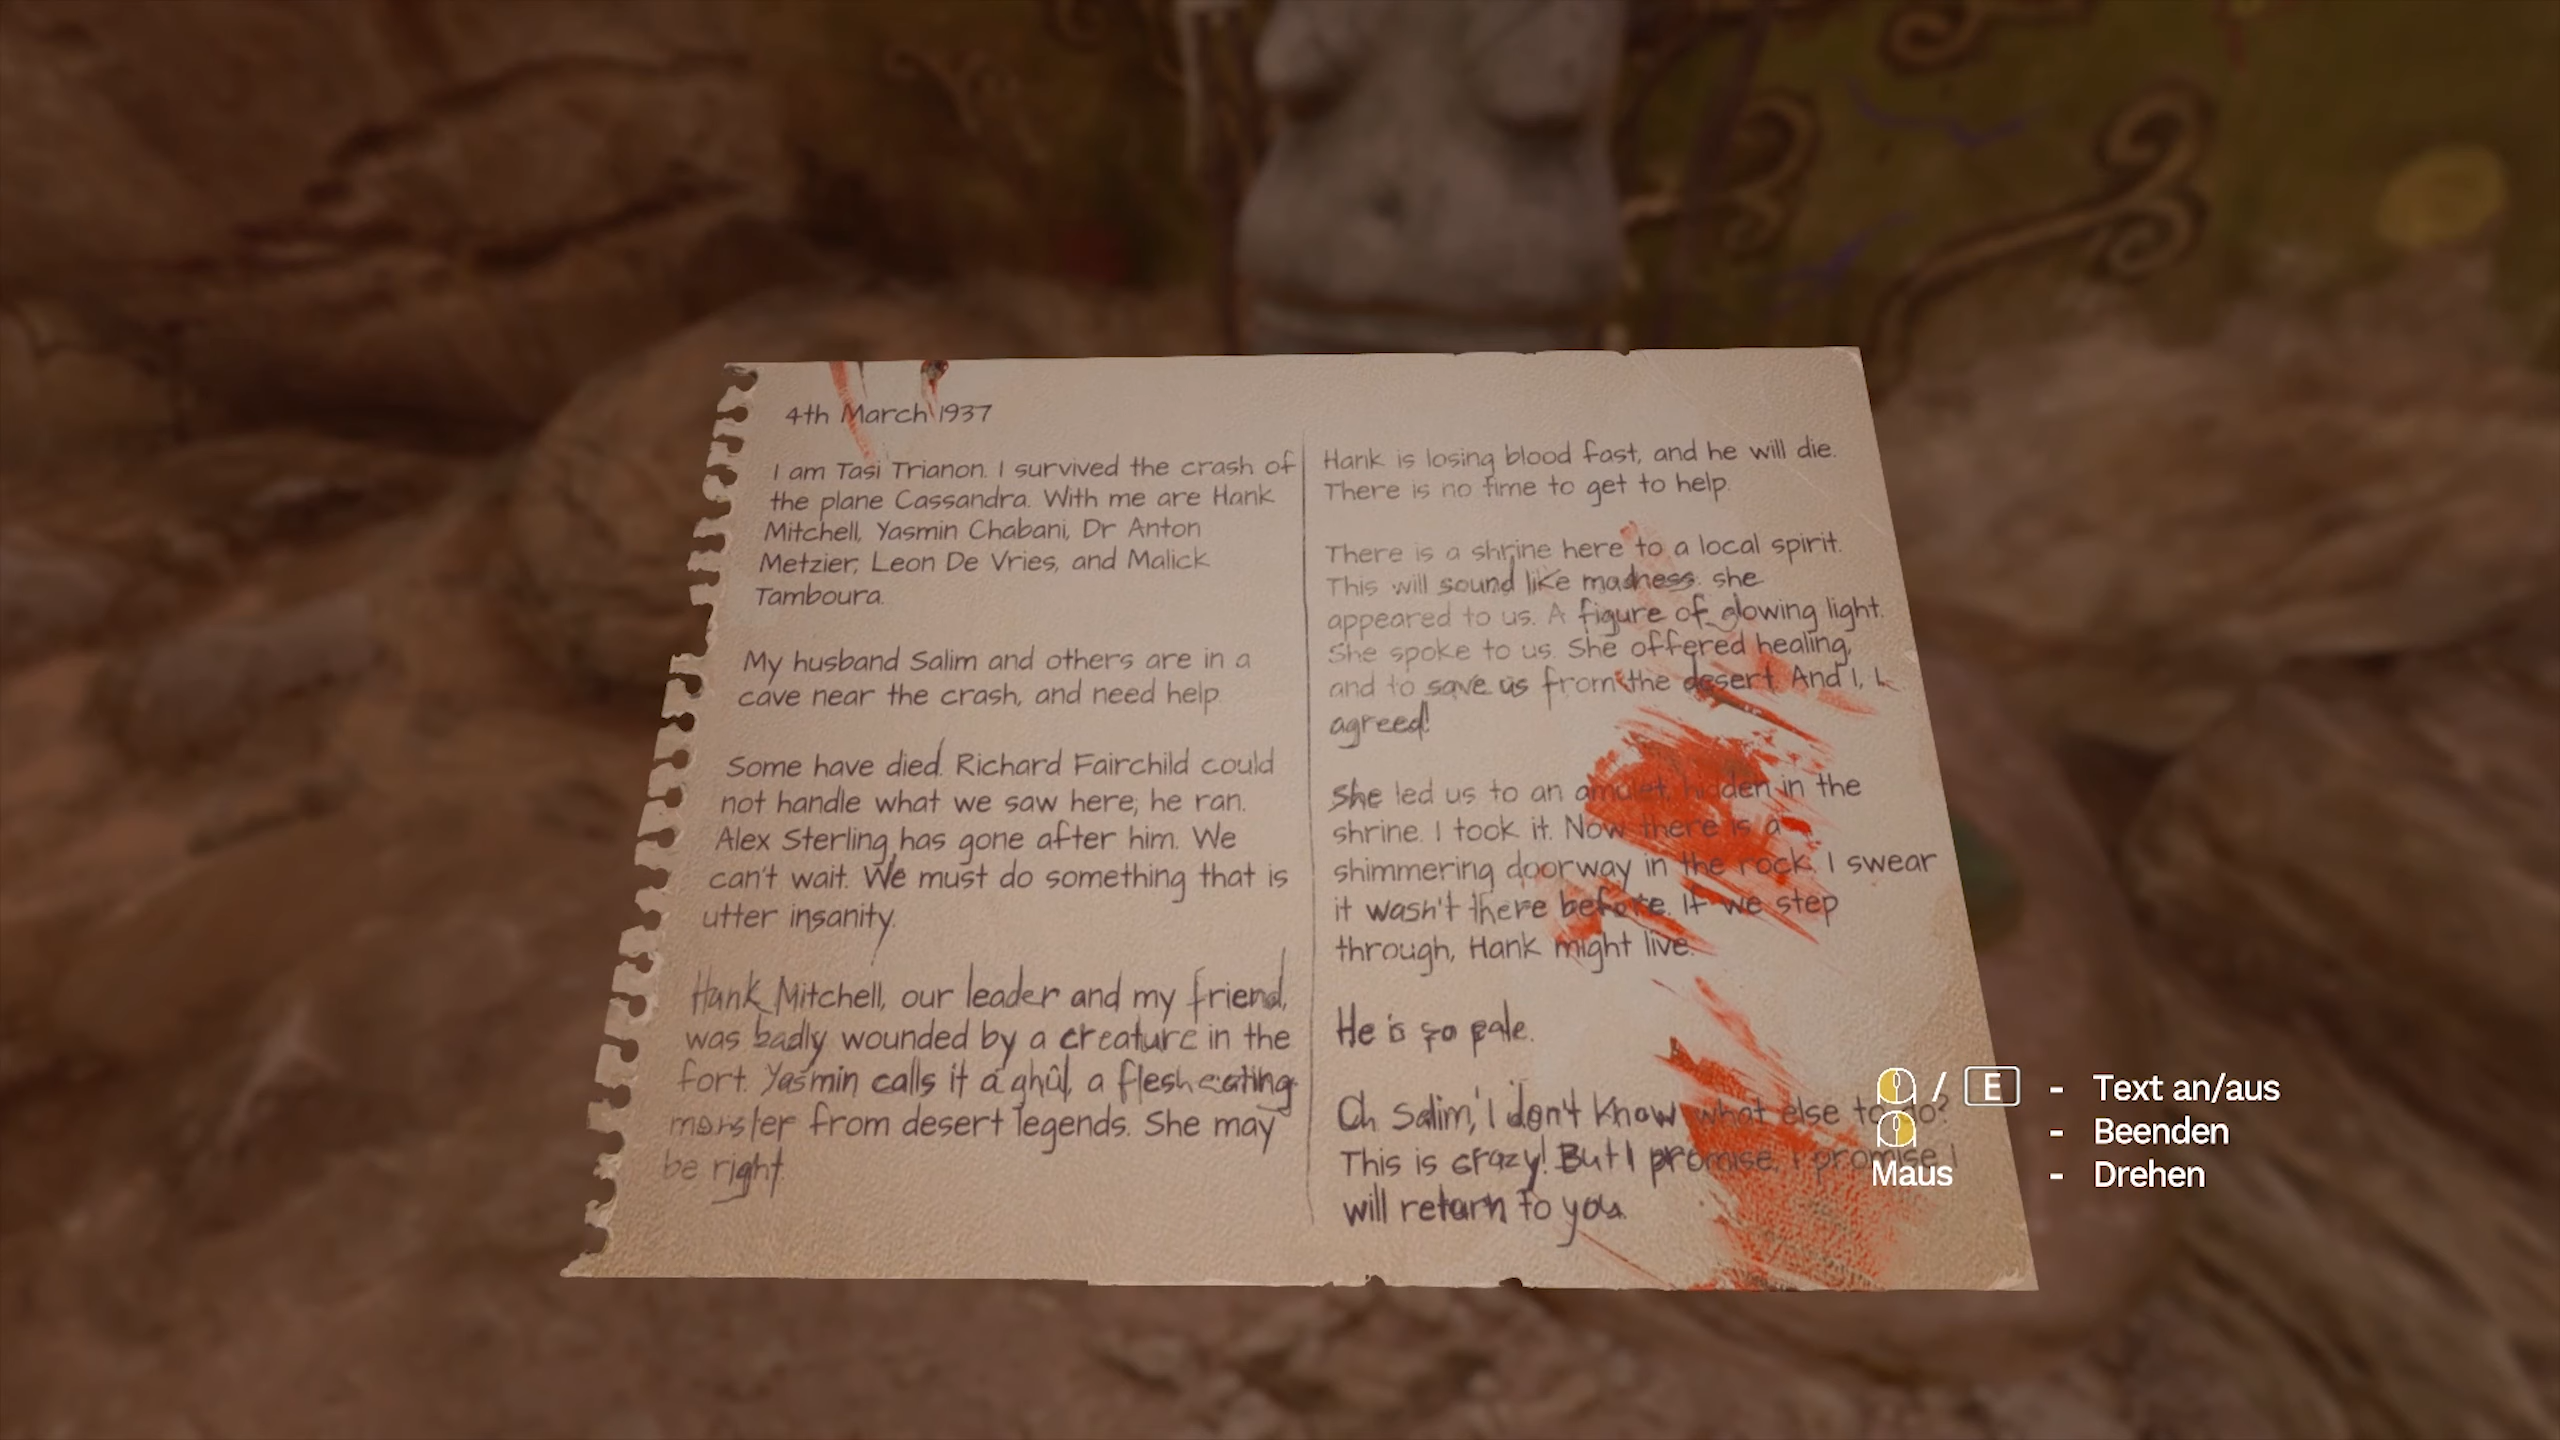 4th March 1937
I am Tasi Trianon. I survived the crash of
the plane Cassandra. With me are Hank
Mitchell, Yasmin Chabani, Dr Anton
Metzier, Leon De Vries, and Malick
Tamboura.
My husband Salim and others are in a
cave near the crash, and need help.
Some have died. Richard Fairchild could
not handle what we saw here; he ran.
Alex Sterling has gone after him. We
can't wait. We must do something that is
utter insanity.
Hank Mitchell, our leader and my friend,
was badly wounded by a creature in the
fort. Yasmin calls it a ghûl, a flesh eating
monster from desert legends. She may
be right.
Hank is losing blood fast, and he will die.
There is no time to get to help.
There is a shrine here to a local spirit.
This will sound like madness. she
appeared to us. A figure of glowing light.
She spoke to us. She offered healing,
and to save us from the desert. And I, I,
agreed!
She led us to an amulet, hidden in the
shrine. I took it. Now there is a
shimmering doorway in the rock. I swear
it wasn't there before. If we step
through, Hank might live.
He is so pale.
Oh Salim, I don't know what else to do?
This is crazy! But I promise, I promise I
will return to you.
/ E - Text an/aus
- Beenden
Maus - Drehen